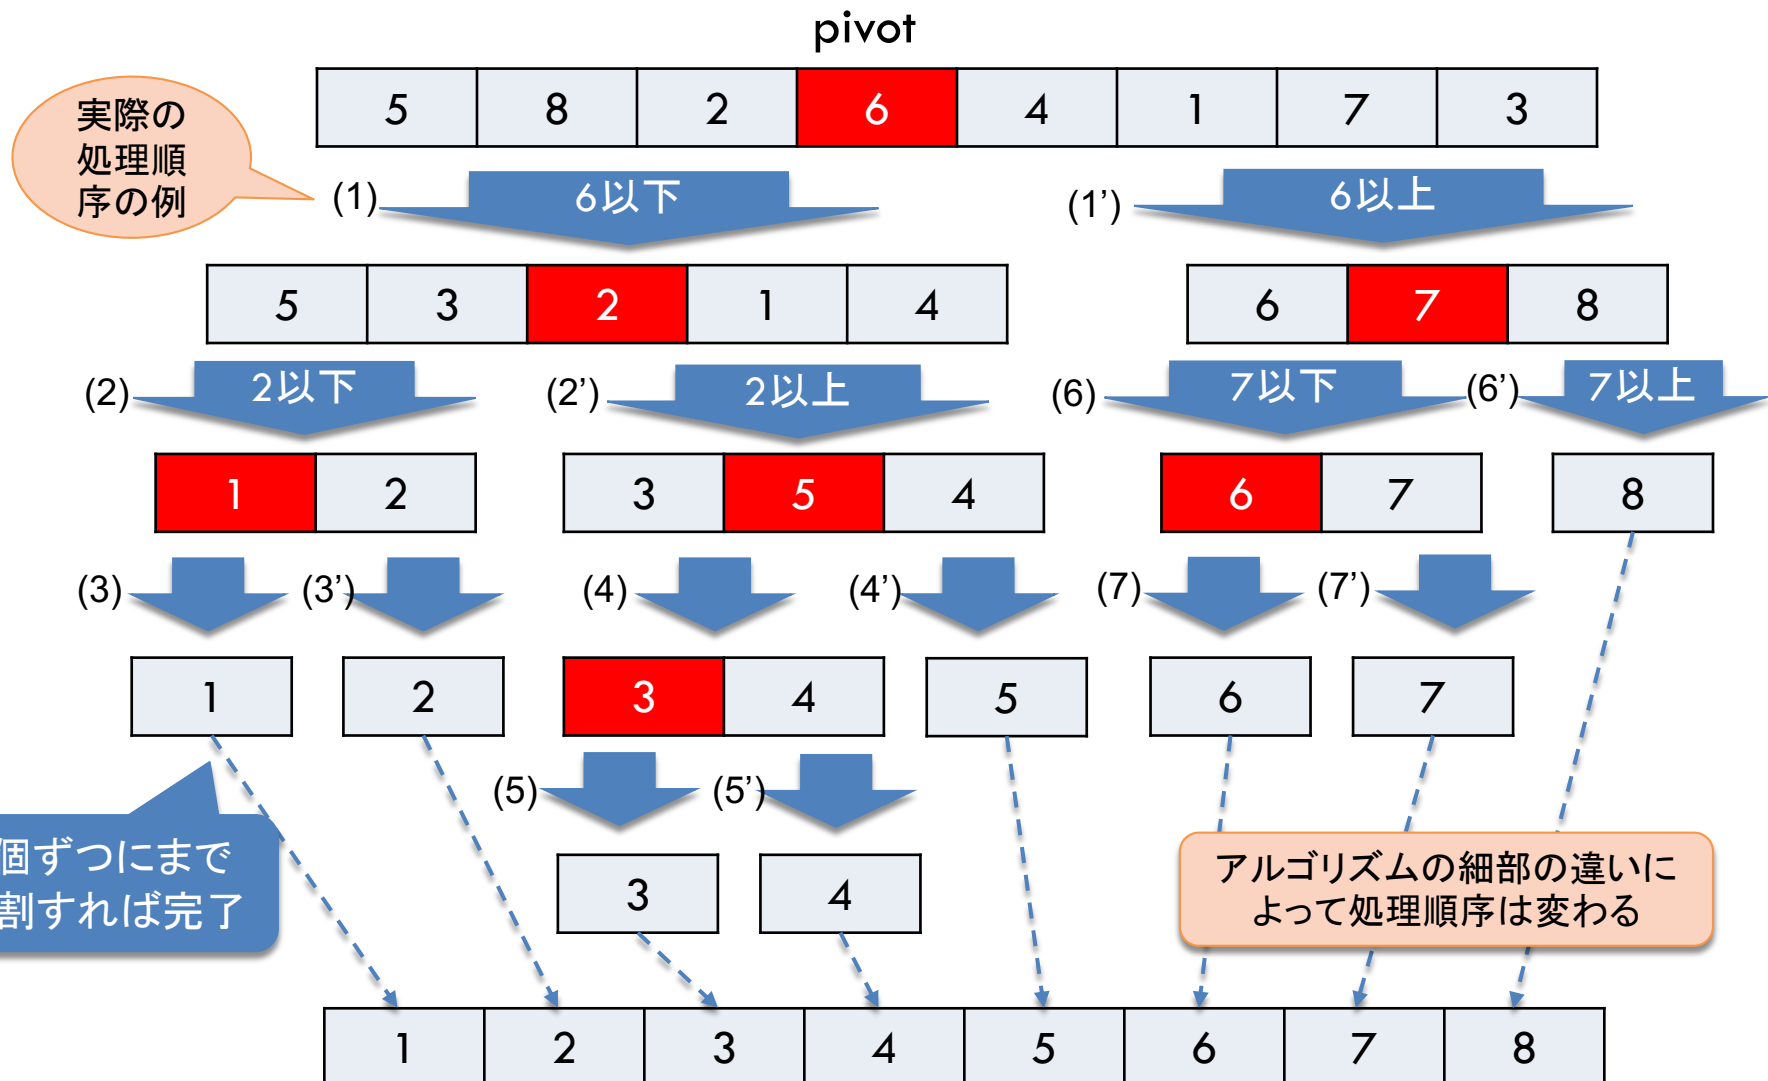 pivot
5 8 2 6 4 1 7 3
実際の
処理順
序の例
(1) 6以下 (1’) 6以上
5 3 2 1 4 6 7 8
(2) 2以下 (2’) 2以上 (6) 7以下 (6’) 7以上
1 2 3 5 4 6 7 8
(3) (3’) (4) (4’) (7) (7’)
1 2 3 4 5 6 7
(5) (5’)
個ずつにまで
割すれば完了
3 4
アルゴリズムの細部の違いに
よって処理順序は変わる
1 2 3 4 5 6 7 8